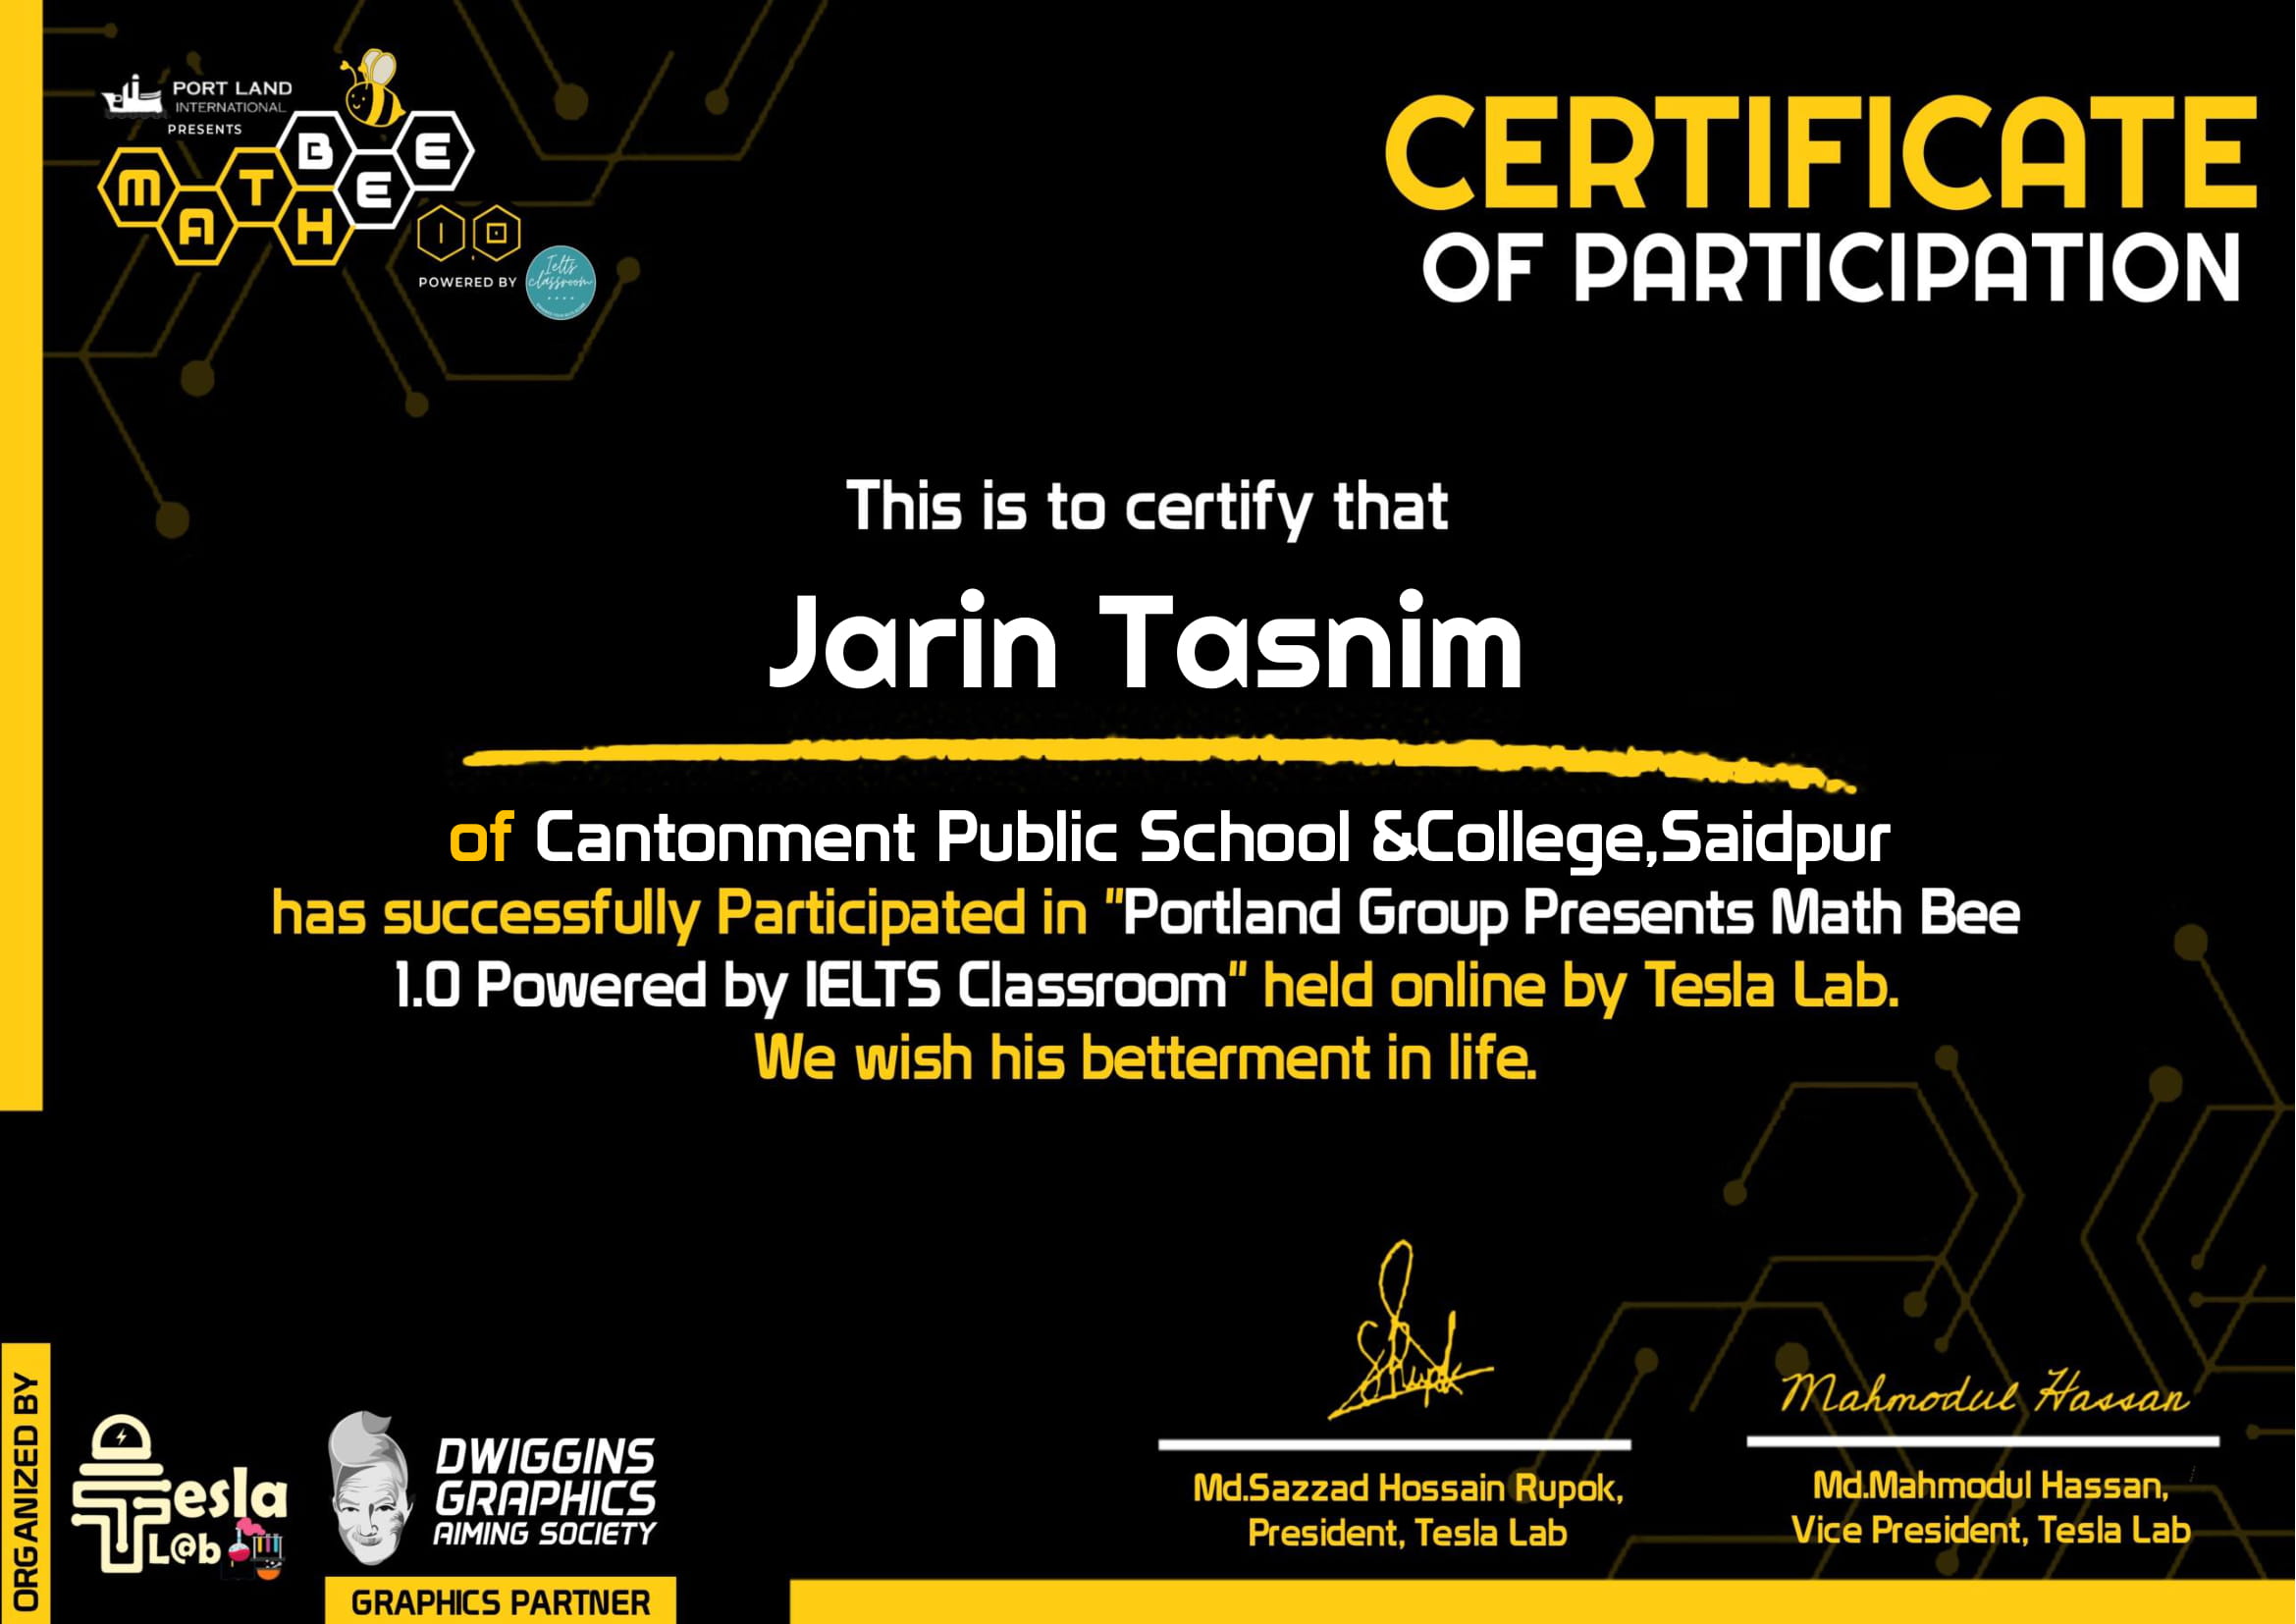 PORT LAND
INTERNATIONAL
PRESENTS
MATH BEE
1.0
POWERED BY
Ielts
classroom
CERTIFICATE
OF PARTICIPATION
This is to certify that
Jarin Tasnim
of Cantonment Public School &College,Saidpur
has successfully Participated in "Portland Group Presents Math Bee
1.0 Powered by IELTS Classroom" held online by Tesla Lab.
We wish his betterment in life.
Mahmodul Hassan
Md.Sazzad Hossain Rupok,
President, Tesla Lab
Md.Mahmodul Hassan,
Vice President, Tesla Lab
ORGANIZED BY
Tesla
L@b
DWIGGINS
GRAPHICS
AIMING SOCIETY
GRAPHICS PARTNER